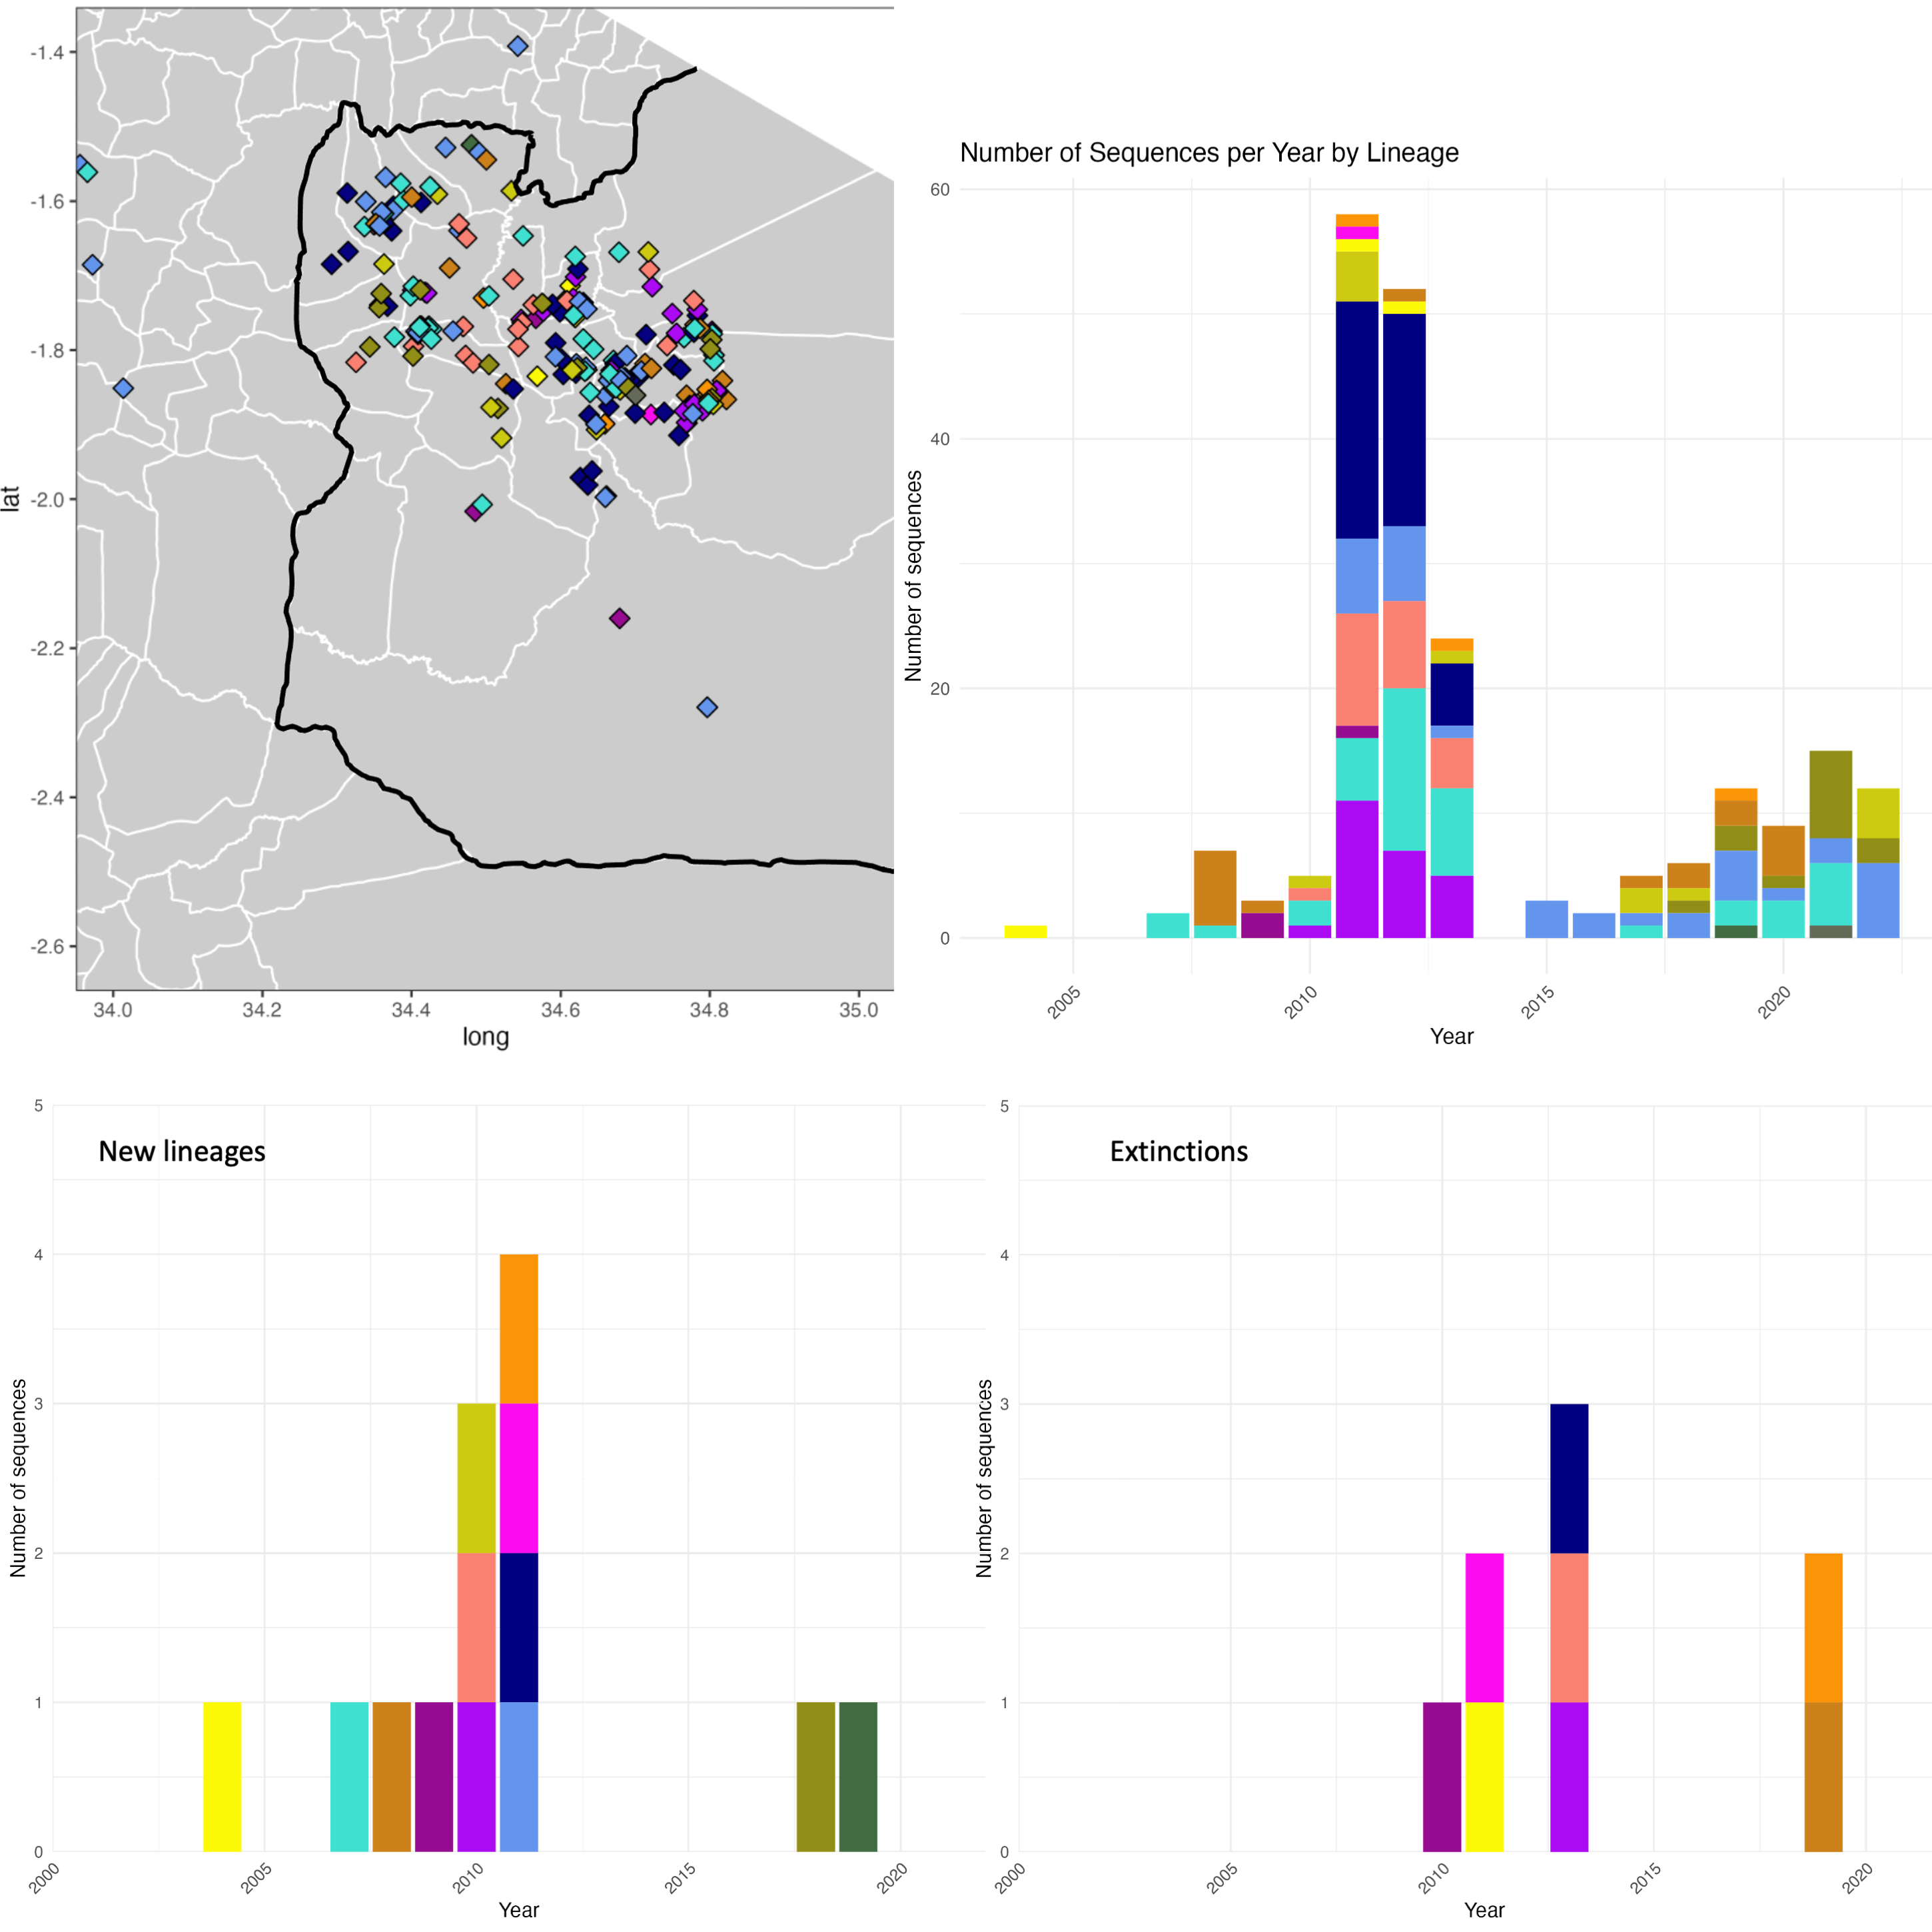 -1.4
-1.6
-1.8
-2.0
-2.2
-2.4
-2.6
lat
34.0 34.2 34.4 34.6 34.8 35.0
long
Number of Sequences per Year by Lineage
60
40
20
0
Number of sequences
2005 2010 2015 2020
Year
New lineages
5
4
3
2
1
0
Number of sequences
2000 2005 2010 2015 2020
Year
Extinctions
5
4
3
2
1
0
Number of sequences
2000 2005 2010 2015 2020
Year